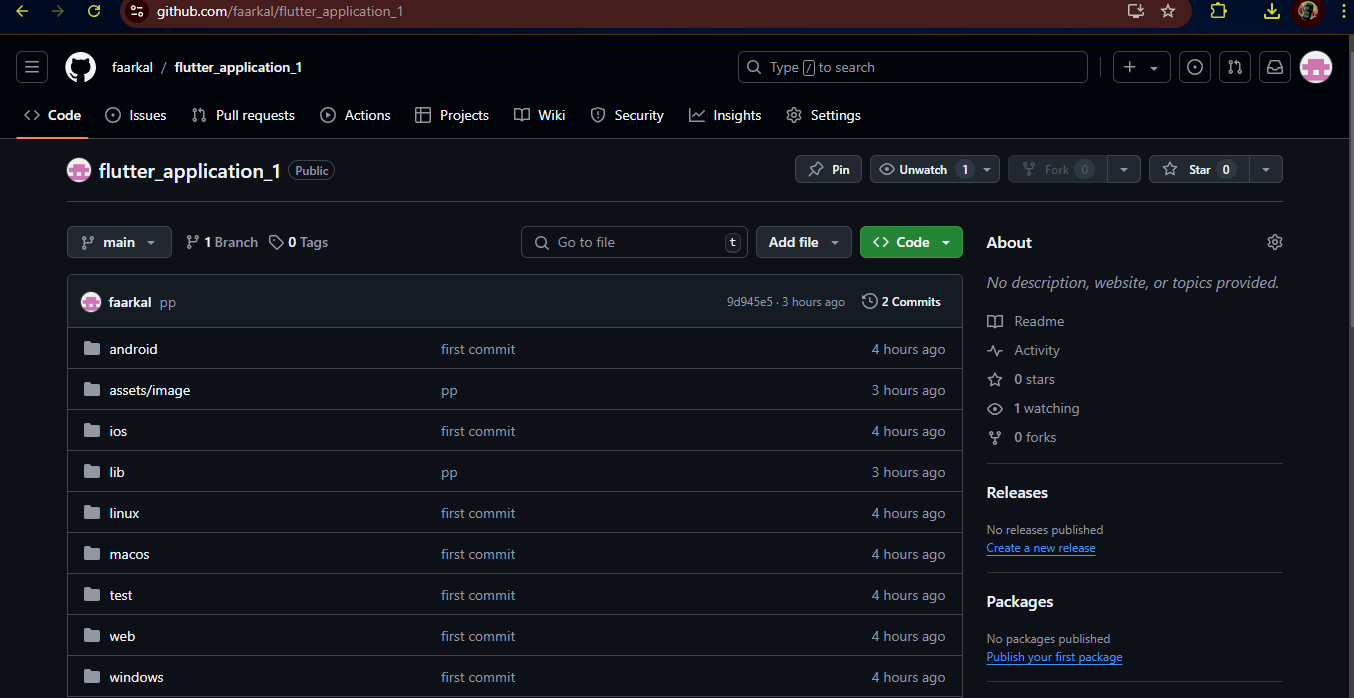 github.com/faarkal/flutter_application_1
faarkal / flutter_application_1
Type / to search
Code Issues Pull requests Actions Projects Wiki Security Insights Settings
flutter_application_1 Public
Pin Unwatch 1 Fork 0 Star 0
main 1 Branch 0 Tags Go to file t Add file Code
faarkal pp 9d945e5 · 3 hours ago 2 Commits
android first commit 4 hours ago
assets/image pp 3 hours ago
ios first commit 4 hours ago
lib pp 3 hours ago
linux first commit 4 hours ago
macos first commit 4 hours ago
test first commit 4 hours ago
web first commit 4 hours ago
windows first commit 4 hours ago
About
No description, website, or topics provided.
Readme
Activity
0 stars
1 watching
0 forks
Releases
No releases published
Create a new release
Packages
No packages published
Publish your first package